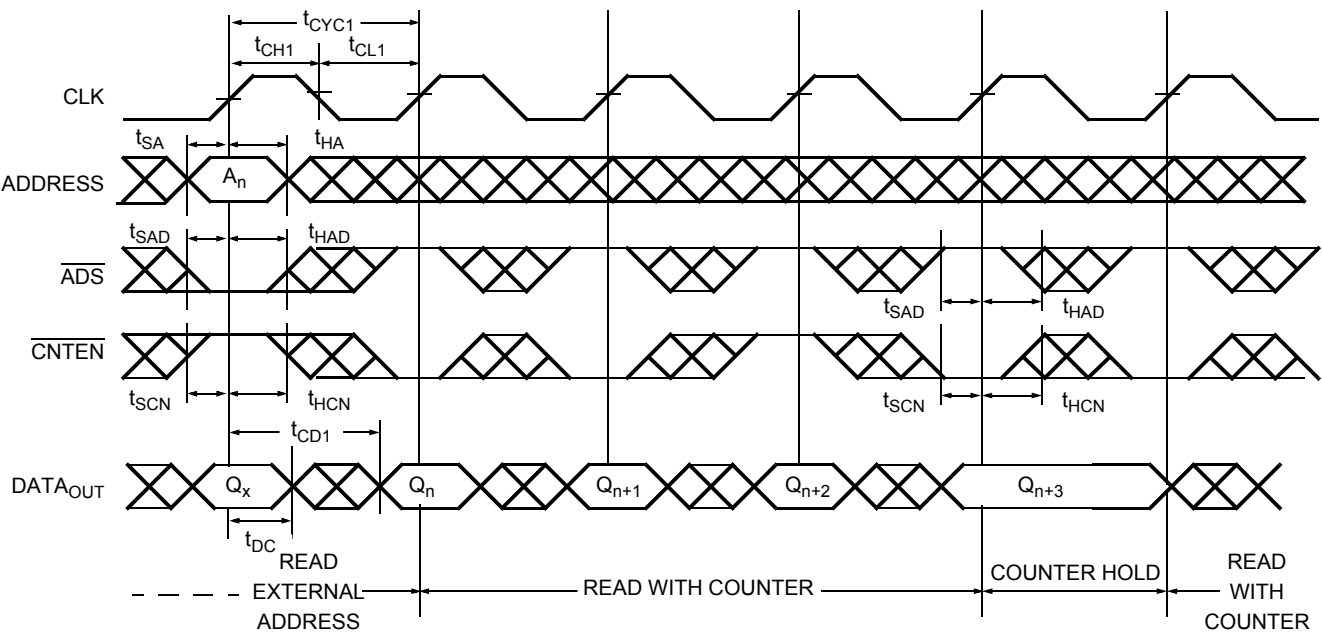 tCYC1
tCH1
tCL1
CLK
tSA
tHA
ADDRESS
An
tSAD
tHAD
ADS
tSAD
tHAD
CNTEN
tSCN
tHCN
tSCN
tHCN
tCD1
DATAOUT
Qx
Qn
Qn+1
Qn+2
Qn+3
tDC
READ
EXTERNAL
ADDRESS
READ WITH COUNTER
COUNTER HOLD
READ
WITH
COUNTER